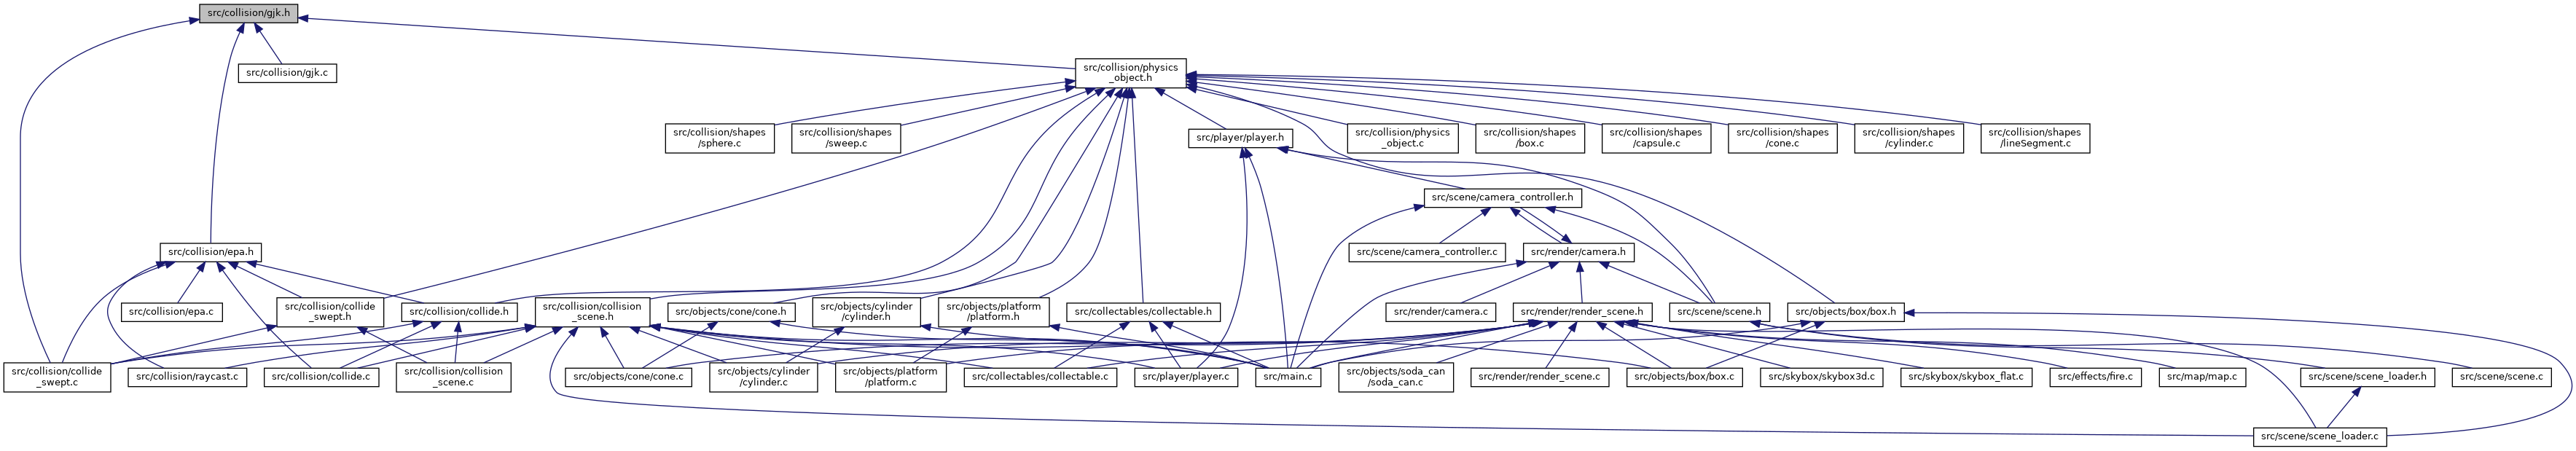 src/collision/gjk.h
src/collision/gjk.c
src/collision/physics
_object.h
src/collision/shapes
/sphere.c
src/collision/shapes
/sweep.c
src/player/player.h
src/collision/physics
_object.c
src/collision/shapes
/box.c
src/collision/shapes
/capsule.c
src/collision/shapes
/cone.c
src/collision/shapes
/cylinder.c
src/collision/shapes
/lineSegment.c
src/scene/camera_controller.h
src/collision/epa.h
src/scene/camera_controller.c
src/render/camera.h
src/collision/epa.c
src/collision/collide
_swept.h
src/collision/collide.h
src/collision/collision
_scene.h
src/objects/cone/cone.h
src/objects/cylinder
/cylinder.h
src/objects/platform
/platform.h
src/collectables/collectable.h
src/render/camera.c
src/render/render_scene.h
src/scene/scene.h
src/objects/box/box.h
src/collision/collide
_swept.c
src/collision/raycast.c
src/collision/collide.c
src/collision/collision
_scene.c
src/objects/cone/cone.c
src/objects/cylinder
/cylinder.c
src/objects/platform
/platform.c
src/collectables/collectable.c
src/player/player.c
src/main.c
src/objects/soda_can
/soda_can.c
src/render/render_scene.c
src/objects/box/box.c
src/skybox/skybox3d.c
src/skybox/skybox_flat.c
src/effects/fire.c
src/map/map.c
src/scene/scene_loader.h
src/scene/scene.c
src/scene/scene_loader.c